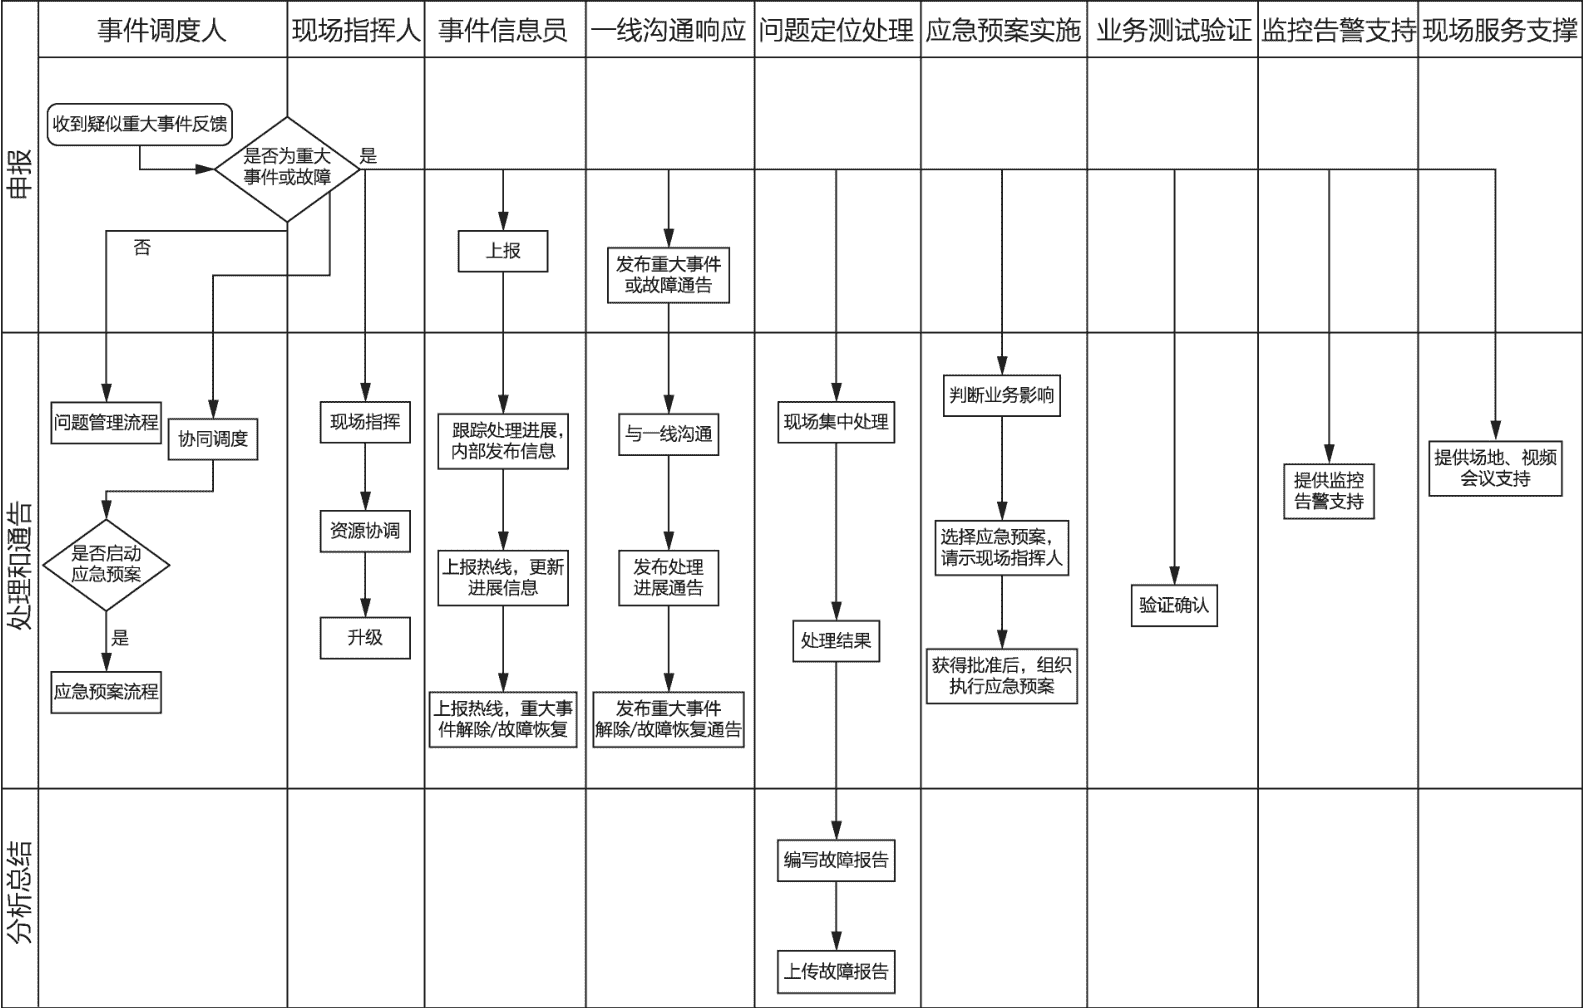 事件调度人
现场指挥人
事件信息员
一线沟通响应
问题定位处理
应急预案实施
业务测试验证
监控告警支持
现场服务支撑
申报
收到疑似重大事件反馈
是否为重大
事件或故障
是
否
上报
发布重大事件
或故障通告
处理和通告
问题管理流程
协同调度
是否启动
应急预案
是
应急预案流程
现场指挥
资源协调
升级
跟踪处理进展，
内部发布信息
上报热线，更新
进展信息
上报热线，重大事
件解除/故障恢复
与一线沟通
发布处理
进展通告
发布重大事件
解除/故障恢复通告
现场集中处理
处理结果
判断业务影响
选择应急预案，
请示现场指挥人
获得批准后，组织
执行应急预案
验证确认
提供监控
告警支持
提供场地、视频
会议支持
分析总结
编写故障报告
上传故障报告